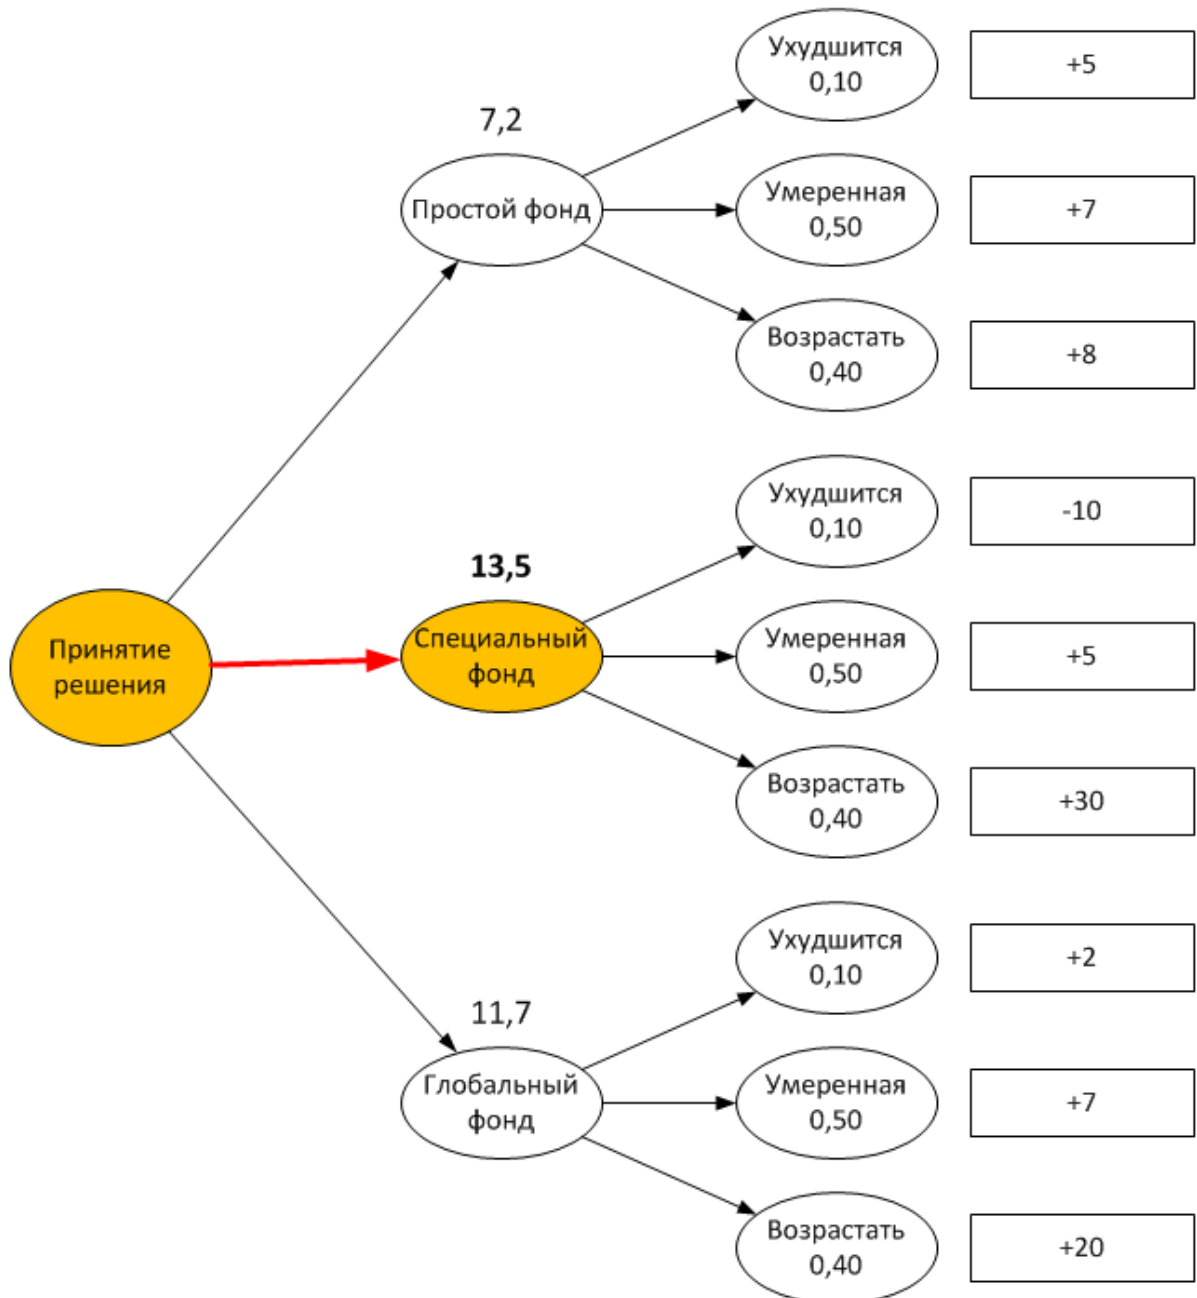 Ухудшится
0,10
+5
7,2
Простой фонд
Умеренная
0,50
+7
Возрастать
0,40
+8
Ухудшится
0,10
-10
13,5
Принятие
решения
Специальный
фонд
Умеренная
0,50
+5
Возрастать
0,40
+30
Ухудшится
0,10
+2
11,7
Глобальный
фонд
Умеренная
0,50
+7
Возрастать
0,40
+20